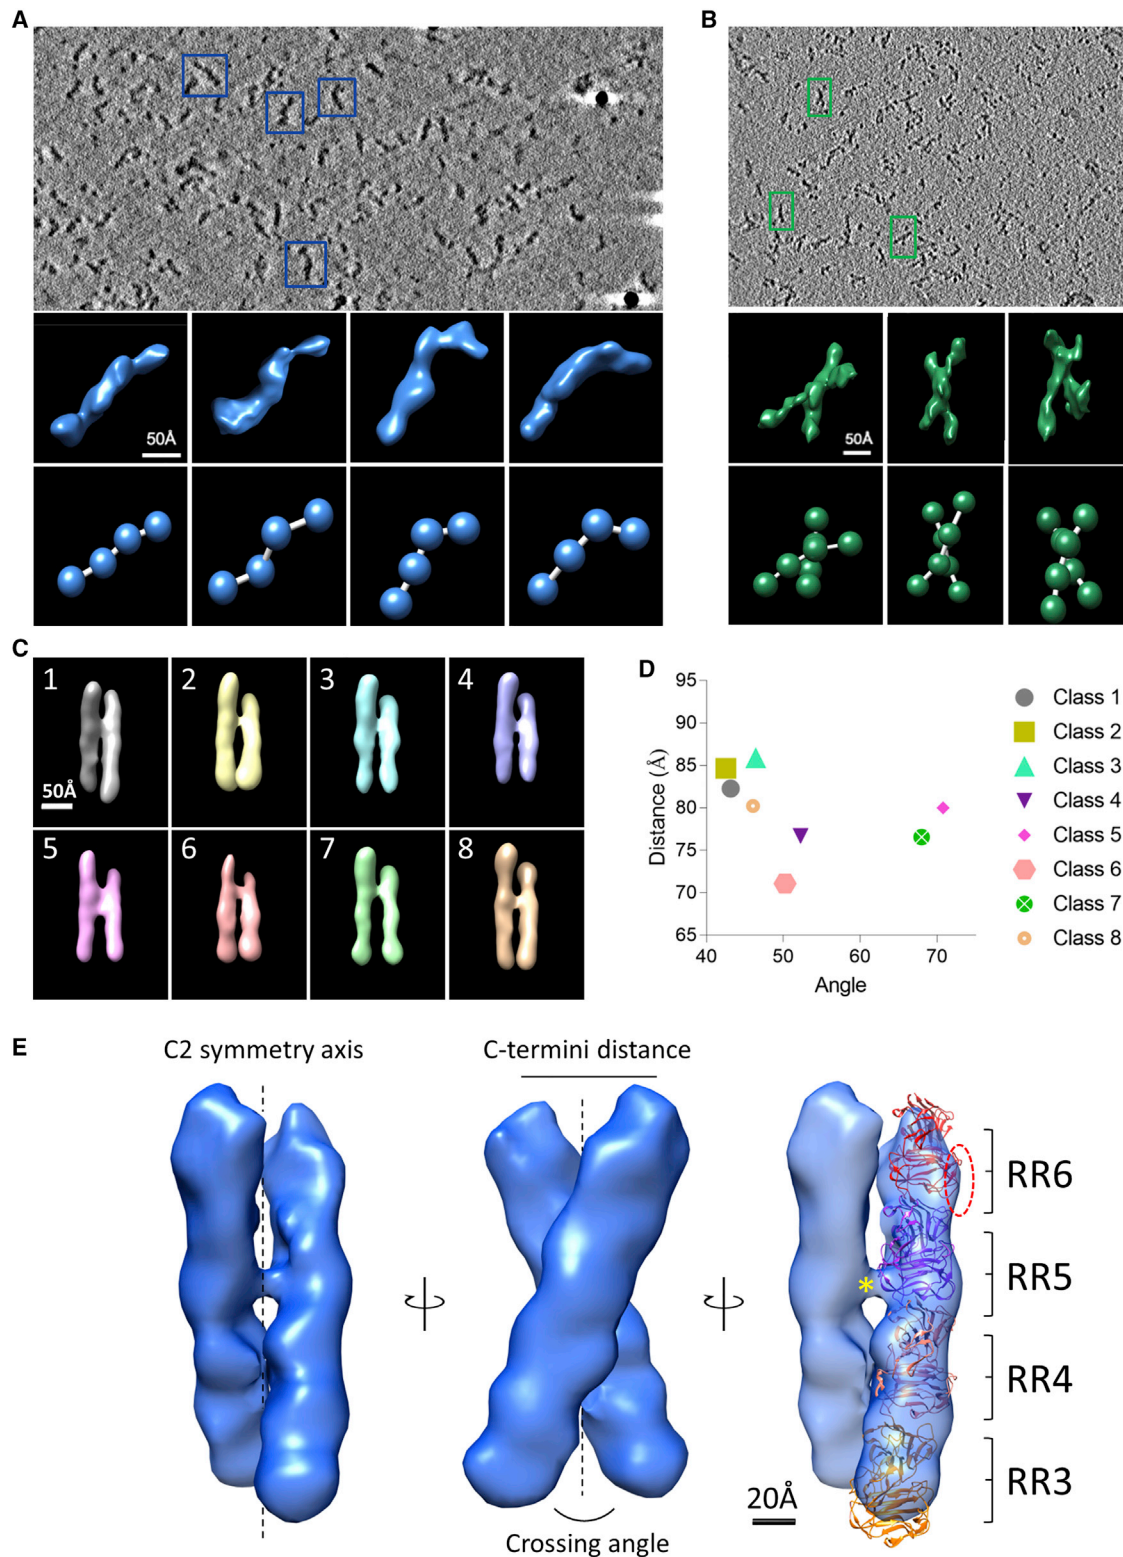 A
B
50Å
50Å
C
1
2
3
4
50Å
5
6
7
8
D
95
90
85
80
75
70
65
Distance (Å)
40
50
60
70
Angle
Class 1
Class 2
Class 3
Class 4
Class 5
Class 6
Class 7
Class 8
E
C2 symmetry axis
C-termini distance
*
RR6
RR5
RR4
RR3
20Å
Crossing angle